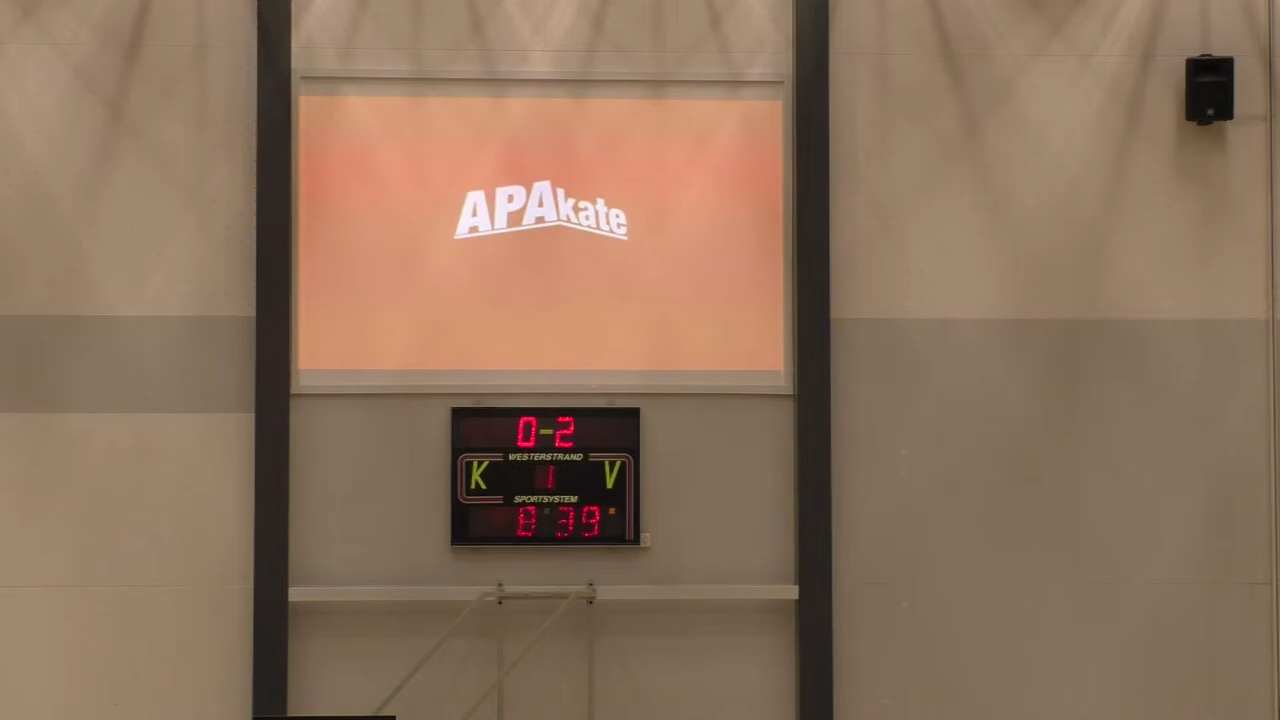 APAkate
0-2
WESTERSTRAND
K 1 V
SPORTSYSTEM
8 39